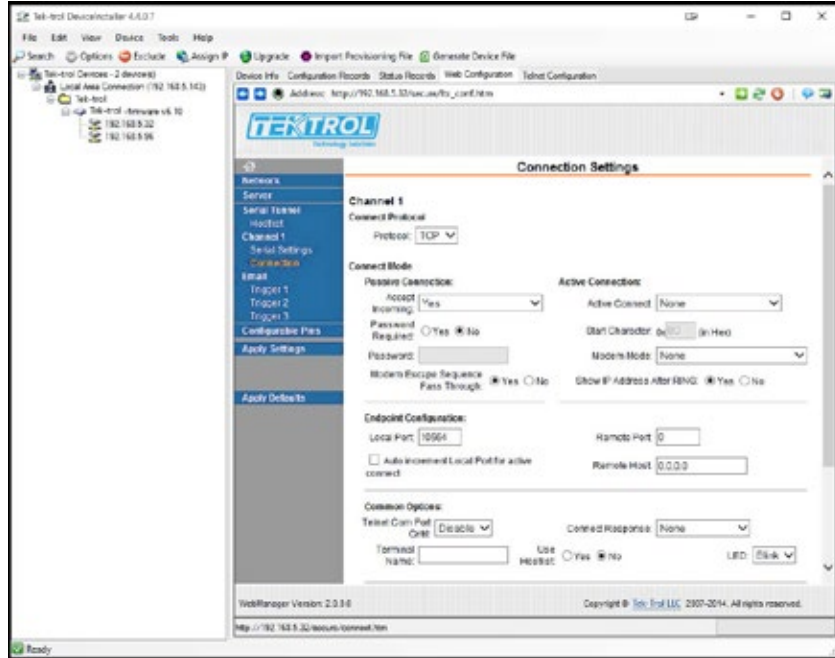 Tek-trol DeviceInstaller 4.4.0.7
File Edit View Device Tools Help
Search Options Exclude Assign IP Upgrade Import Provisioning File Generate Device File
Tek-trol Devices - 2 device(s)
Local Area Connection (192.168.5.143)
Tek-trol
Tek-trol -firmware v6.10
192.168.5.32
192.168.5.96
Device Info Configuration Records Status Records Web Configuration Telnet Configuration
Address: http://192.168.5.32/secure/ltx_conf.htm
TEKTROL
Technology Solutions
Connection Settings
Network
Server
Serial Tunnel
Hostlist
Channel 1
Serial Settings
Connection
Email
Trigger 1
Trigger 2
Trigger 3
Configurable Pins
Apply Settings
Apply Defaults
Channel 1
Connect Protocol
Protocol: TCP
Connect Mode
Passive Connection: Active Connection:
Accept Incoming: Yes Active Connect: None
Password Required: Yes No Start Character: 0x (in Hex)
Password: Modem Mode: None
Modem Escape Sequence Pass Through: Yes No Show IP Address After RING: Yes No
Endpoint Configuration:
Local Port: Remote Port: 0
Auto increment Local Port for active connect Remote Host: 0.0.0.0
Common Options:
Telnet Com Port Cntrl: Disable Connect Response: None
Terminal Name: Use Hostlist: Yes No LED: Blink
WebManager Version: Copyright © Tek-Trol LLC 2007-2014. All rights reserved.
http://192.168.5.32/secure/connect.htm
Ready